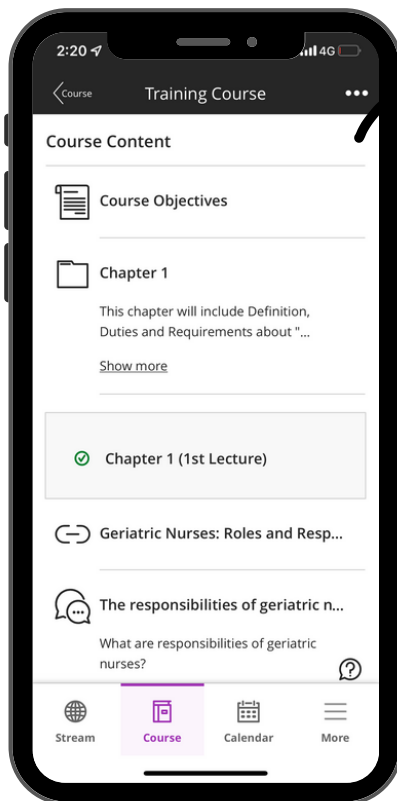 2:20
4G
Course
Training Course
Course Content
Course Objectives
Chapter 1
This chapter will include Definition,
Duties and Requirements about "...
Show more
Chapter 1 (1st Lecture)
Geriatric Nurses: Roles and Resp...
The responsibilities of geriatric n...
What are responsibilities of geriatric
nurses?
Stream
Course
Calendar
More